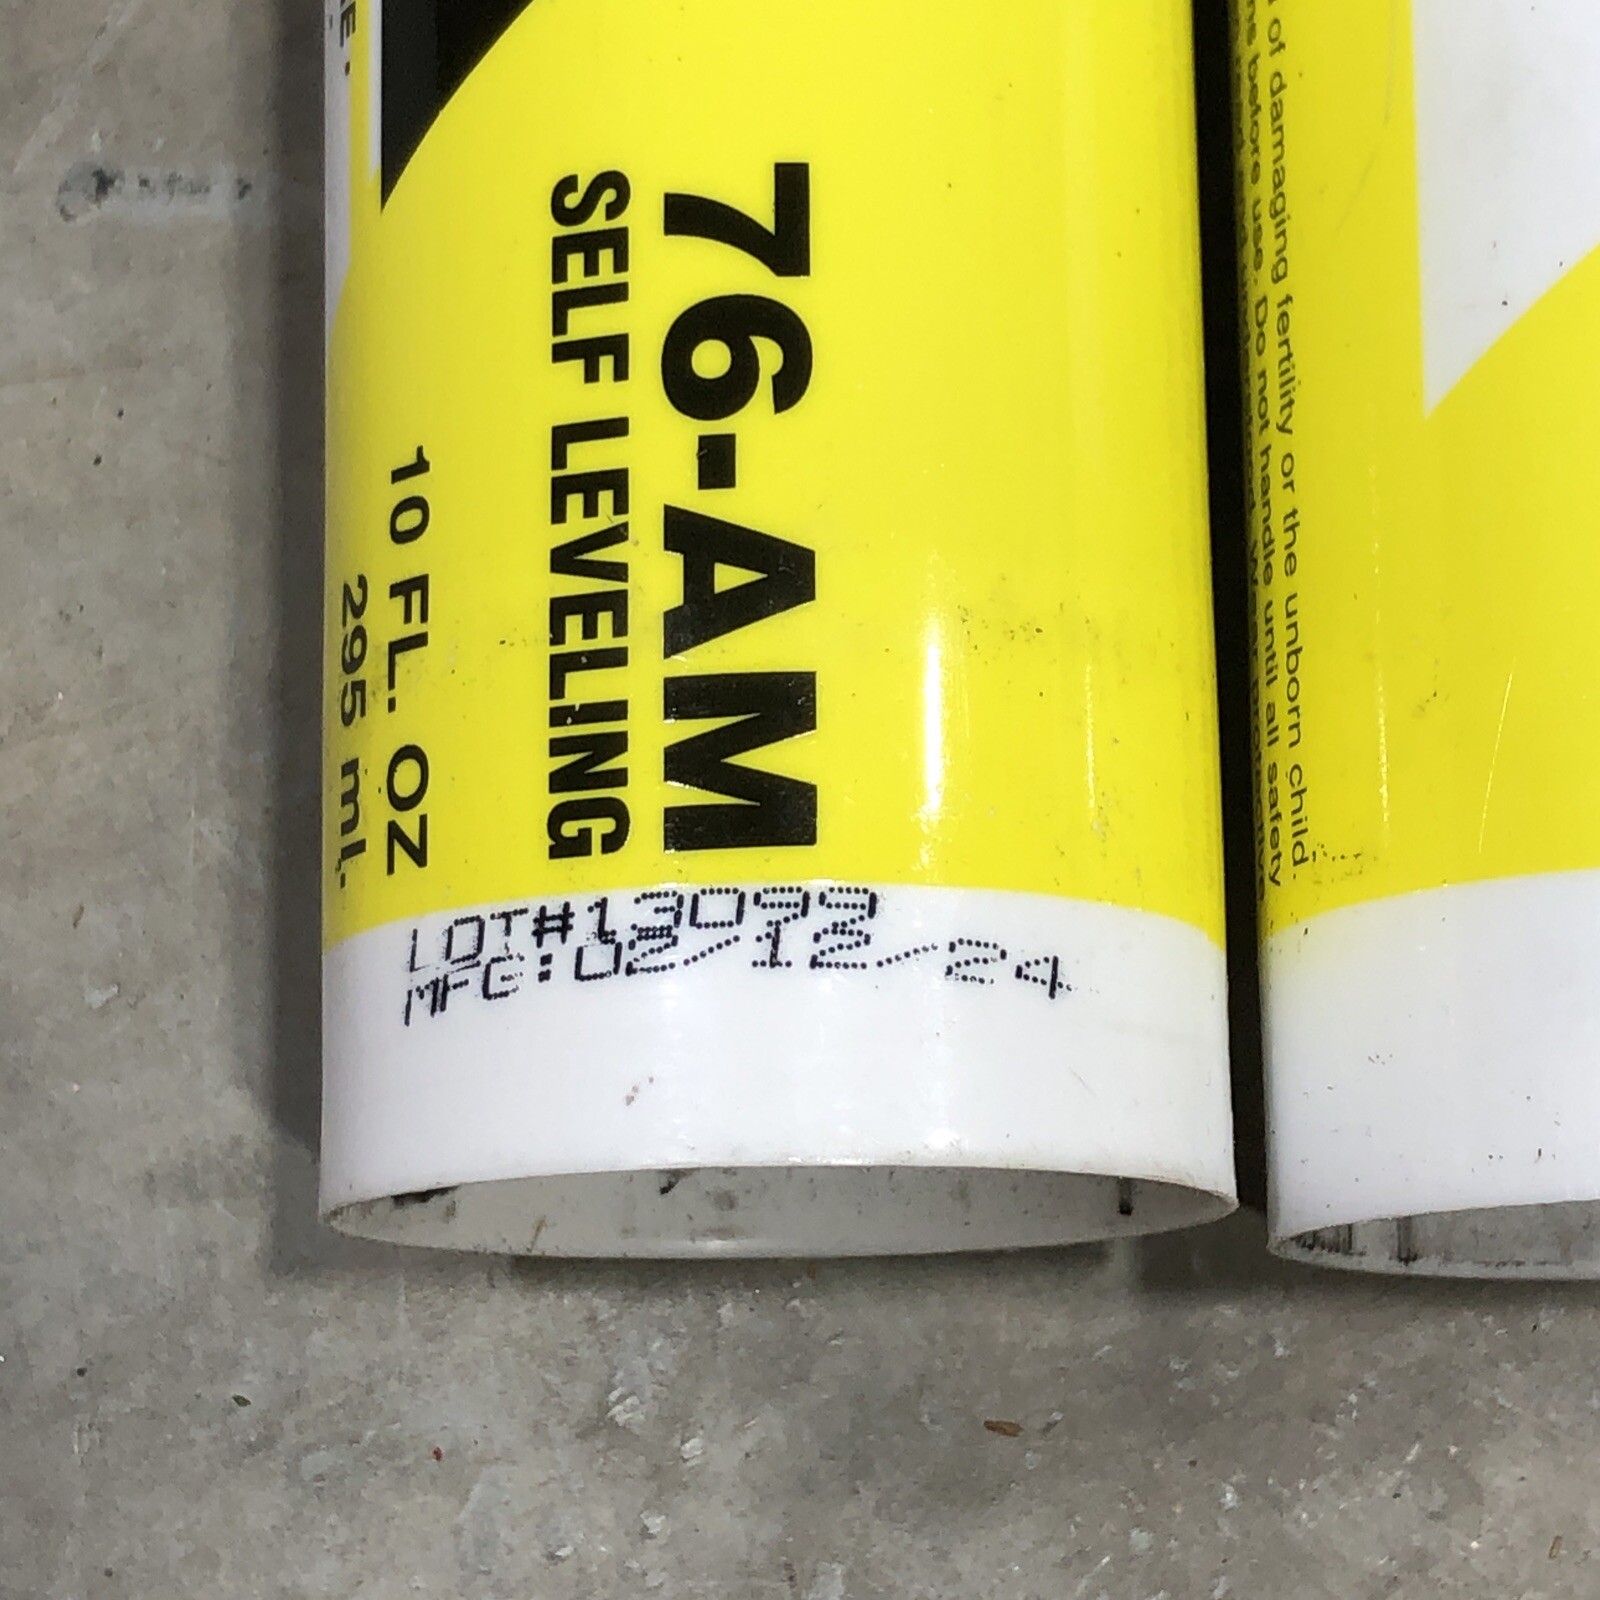 76-AM
SELF LEVELING
10 FL. OZ
295 ml.
LOT#13093
MFG:02/12/24
of damaging fertility or the unborn child.
before use. Do not handle until all safety